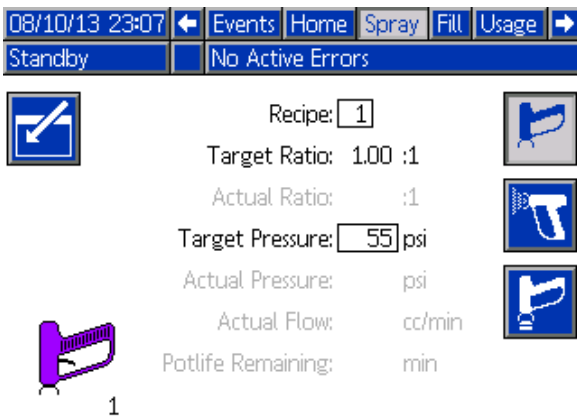 08/10/13 23:07 Events Home Spray Fill Usage
Standby No Active Errors
Recipe: 1
Target Ratio: 1.00 :1
Actual Ratio: :1
Target Pressure: 55 psi
Actual Pressure: psi
Actual Flow: cc/min
Potlife Remaining: min
1